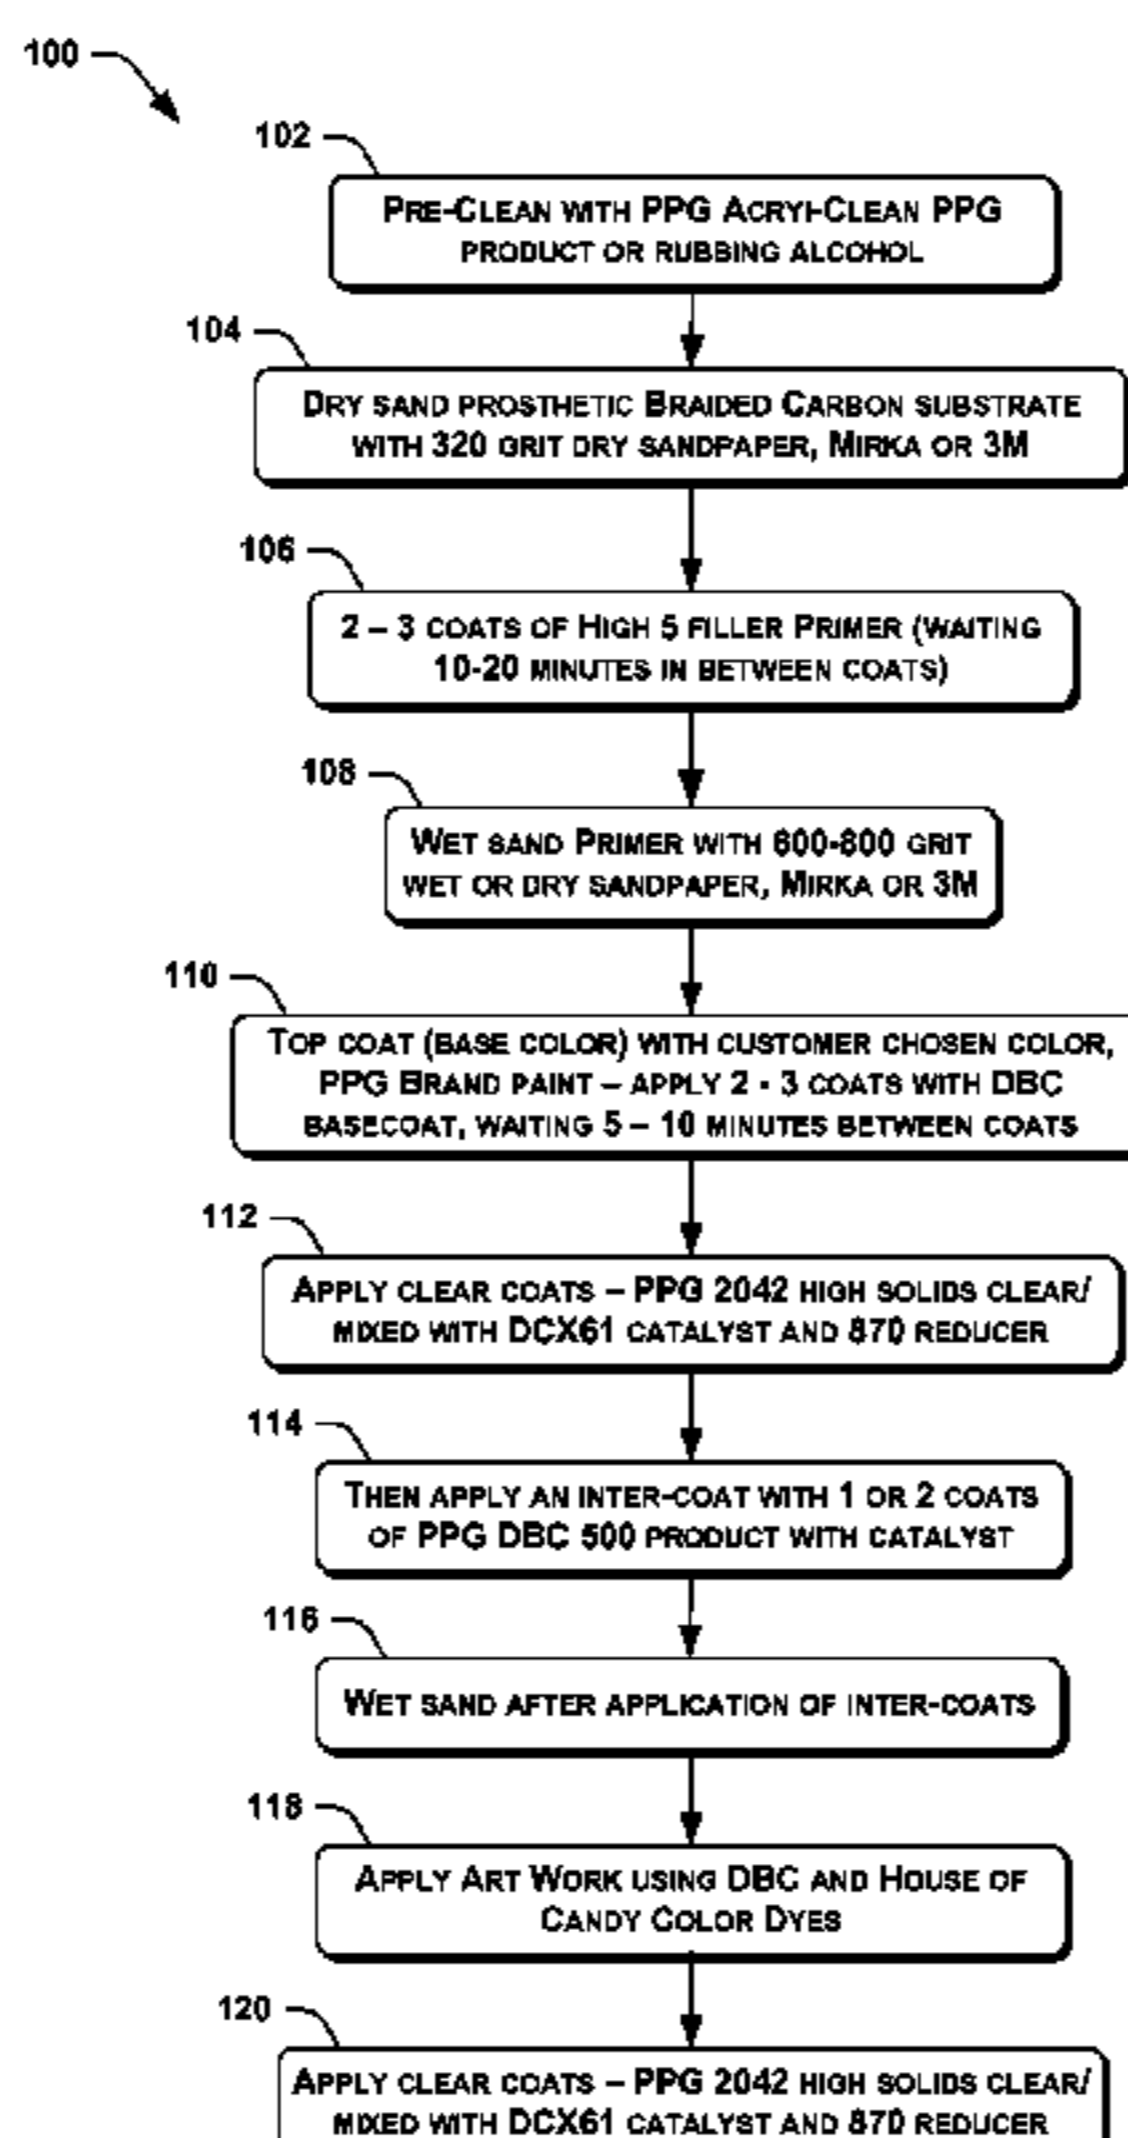 100
102
PRE-CLEAN WITH PPG ACRYI-CLEAN PPG
PRODUCT OR RUBBING ALCOHOL
104
DRY SAND PROSTHETIC BRAIDED CARBON SUBSTRATE
WITH 320 GRIT DRY SANDPAPER, MIRKA OR 3M
106
2 – 3 COATS OF HIGH 5 FILLER PRIMER (WAITING
10-20 MINUTES IN BETWEEN COATS)
108
WET SAND PRIMER WITH 600-800 GRIT
WET OR DRY SANDPAPER, MIRKA OR 3M
110
TOP COAT (BASE COLOR) WITH CUSTOMER CHOSEN COLOR,
PPG BRAND PAINT – APPLY 2 - 3 COATS WITH DBC
BASECOAT, WAITING 5 – 10 MINUTES BETWEEN COATS
112
APPLY CLEAR COATS – PPG 2042 HIGH SOLIDS CLEAR/
MIXED WITH DCX61 CATALYST AND 870 REDUCER
114
THEN APPLY AN INTER-COAT WITH 1 OR 2 COATS
OF PPG DBC 500 PRODUCT WITH CATALYST
116
WET SAND AFTER APPLICATION OF INTER-COATS
118
APPLY ART WORK USING DBC AND HOUSE OF
CANDY COLOR DYES
120
APPLY CLEAR COATS – PPG 2042 HIGH SOLIDS CLEAR/
MIXED WITH DCX61 CATALYST AND 870 REDUCER